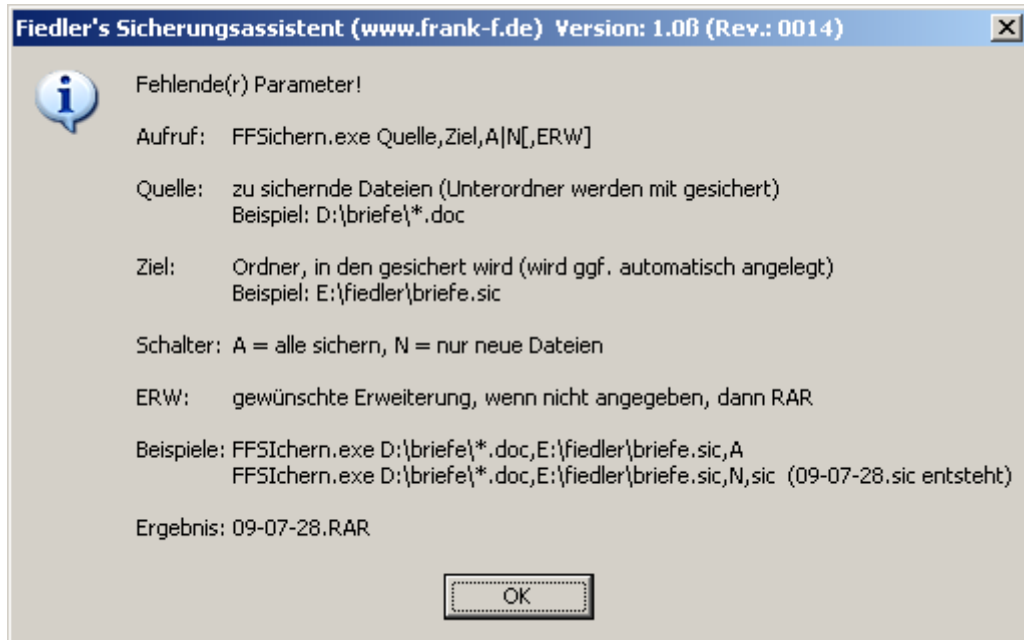 Fiedler's Sicherungsassistent (www.frank-f.de) Version: 1.0ß (Rev.: 0014)
Fehlende(r) Parameter!
Aufruf: FFSichern.exe Quelle,Ziel,A|N[,ERW]
Quelle: zu sichernde Dateien (Unterordner werden mit gesichert)
Beispiel: D:\briefe\*.doc
Ziel: Ordner, in den gesichert wird (wird ggf. automatisch angelegt)
Beispiel: E:\fiedler\briefe.sic
Schalter: A = alle sichern, N = nur neue Dateien
ERW: gewünschte Erweiterung, wenn nicht angegeben, dann RAR
Beispiele: FFSIchern.exe D:\briefe\*.doc,E:\fiedler\briefe.sic,A
FFSIchern.exe D:\briefe\*.doc,E:\fiedler\briefe.sic,N,sic (09-07-28.sic entsteht)
Ergebnis: 09-07-28.RAR
OK